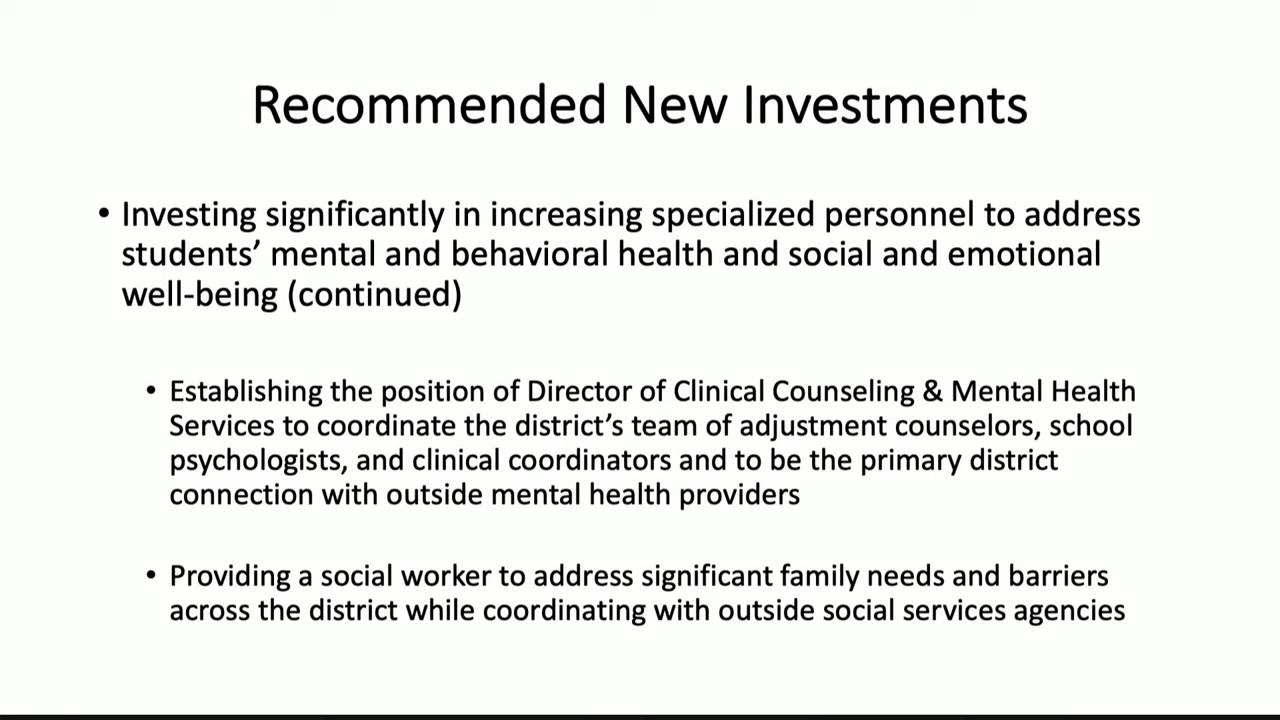 Recommended New Investments
• Investing significantly in increasing specialized personnel to address
students’ mental and behavioral health and social and emotional
well-being (continued)
• Establishing the position of Director of Clinical Counseling & Mental Health
Services to coordinate the district’s team of adjustment counselors, school
psychologists, and clinical coordinators and to be the primary district
connection with outside mental health providers
• Providing a social worker to address significant family needs and barriers
across the district while coordinating with outside social services agencies